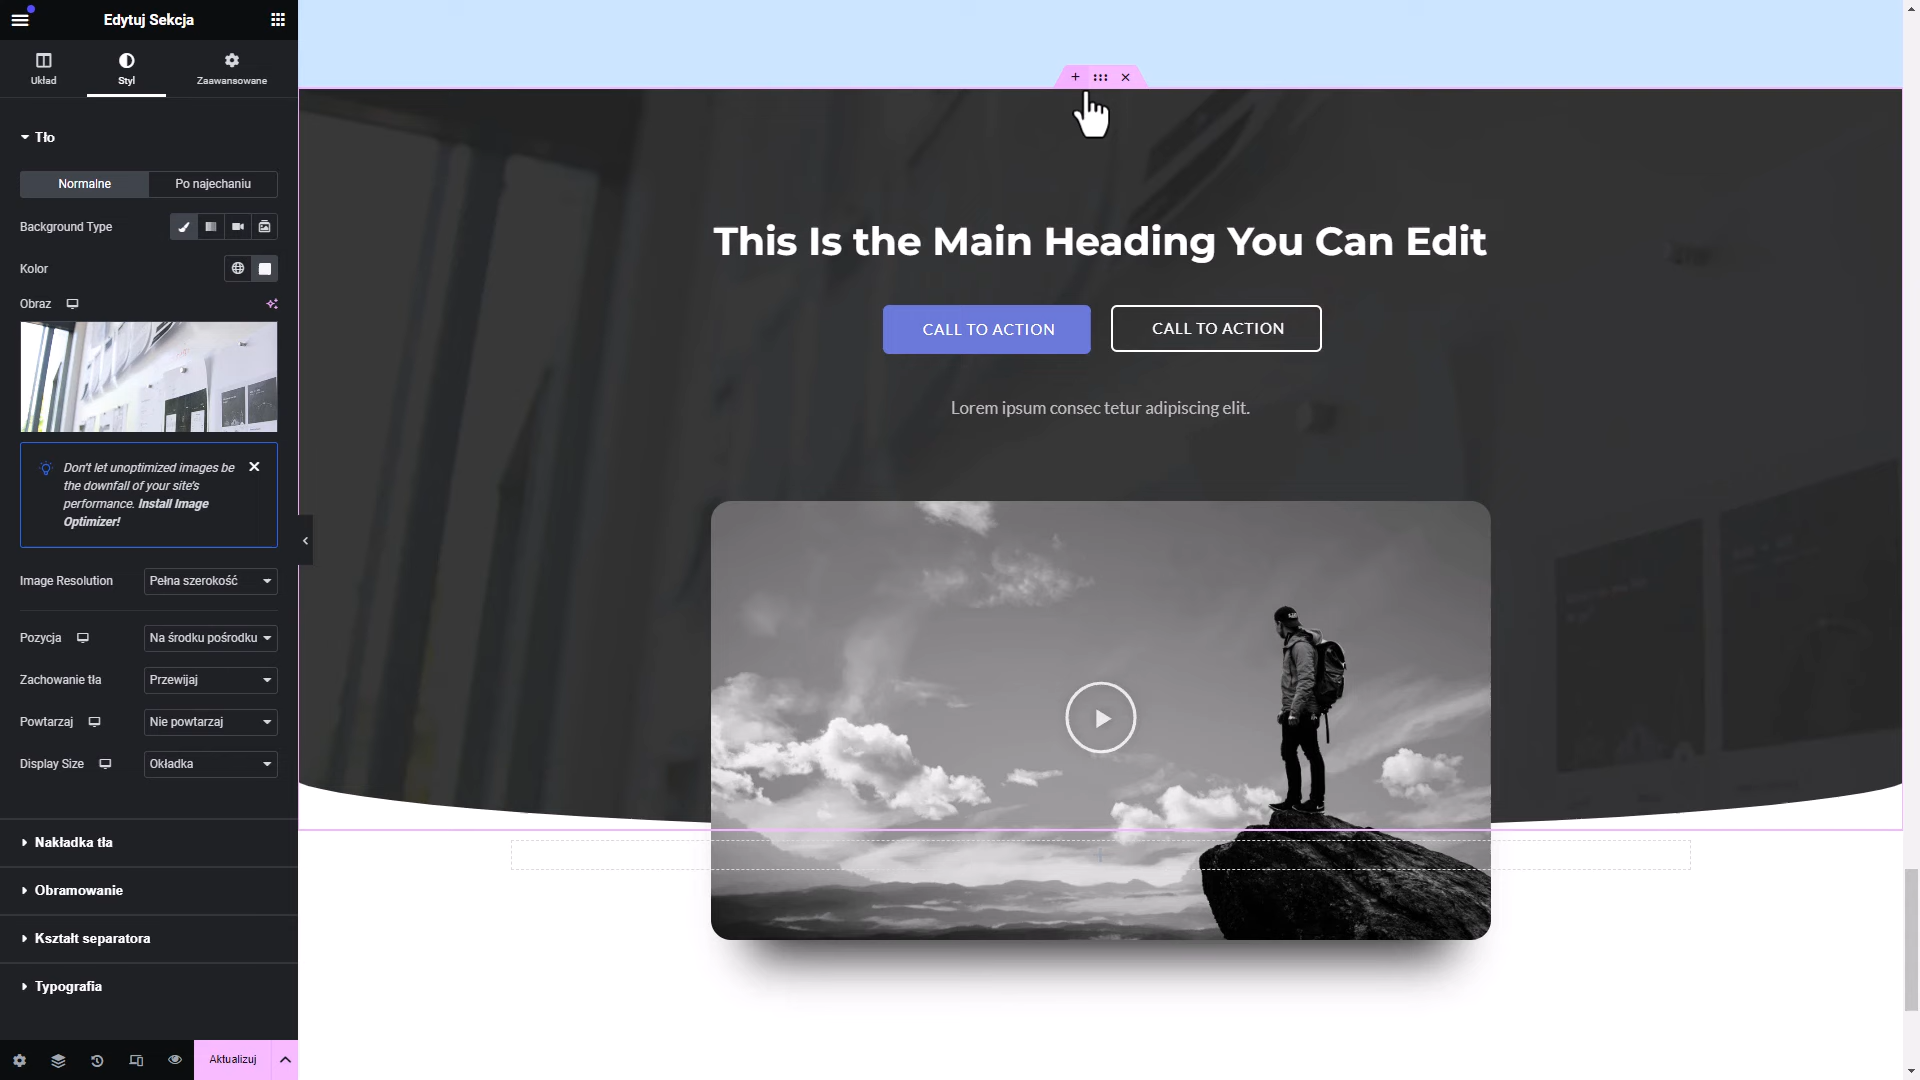 Edytuj Sekcja
Układ
Styl
Zaawansowane
Tło
Normalne
Po najechaniu
Background Type
Kolor
Obraz
Don't let unoptimized images be
the downfall of your site's
performance. Install Image
Optimizer!
Image Resolution
Pełna szerokość
Pozycja
Na środku pośrodku
Zachowanie tła
Przewijaj
Powtarzaj
Nie powtarzaj
Display Size
Okładka
Nakładka tła
Obramowanie
Kształt separatora
Typografia
Aktualizuj
This Is the Main Heading You Can Edit
CALL TO ACTION
CALL TO ACTION
Lorem ipsum consec tetur adipiscing elit.